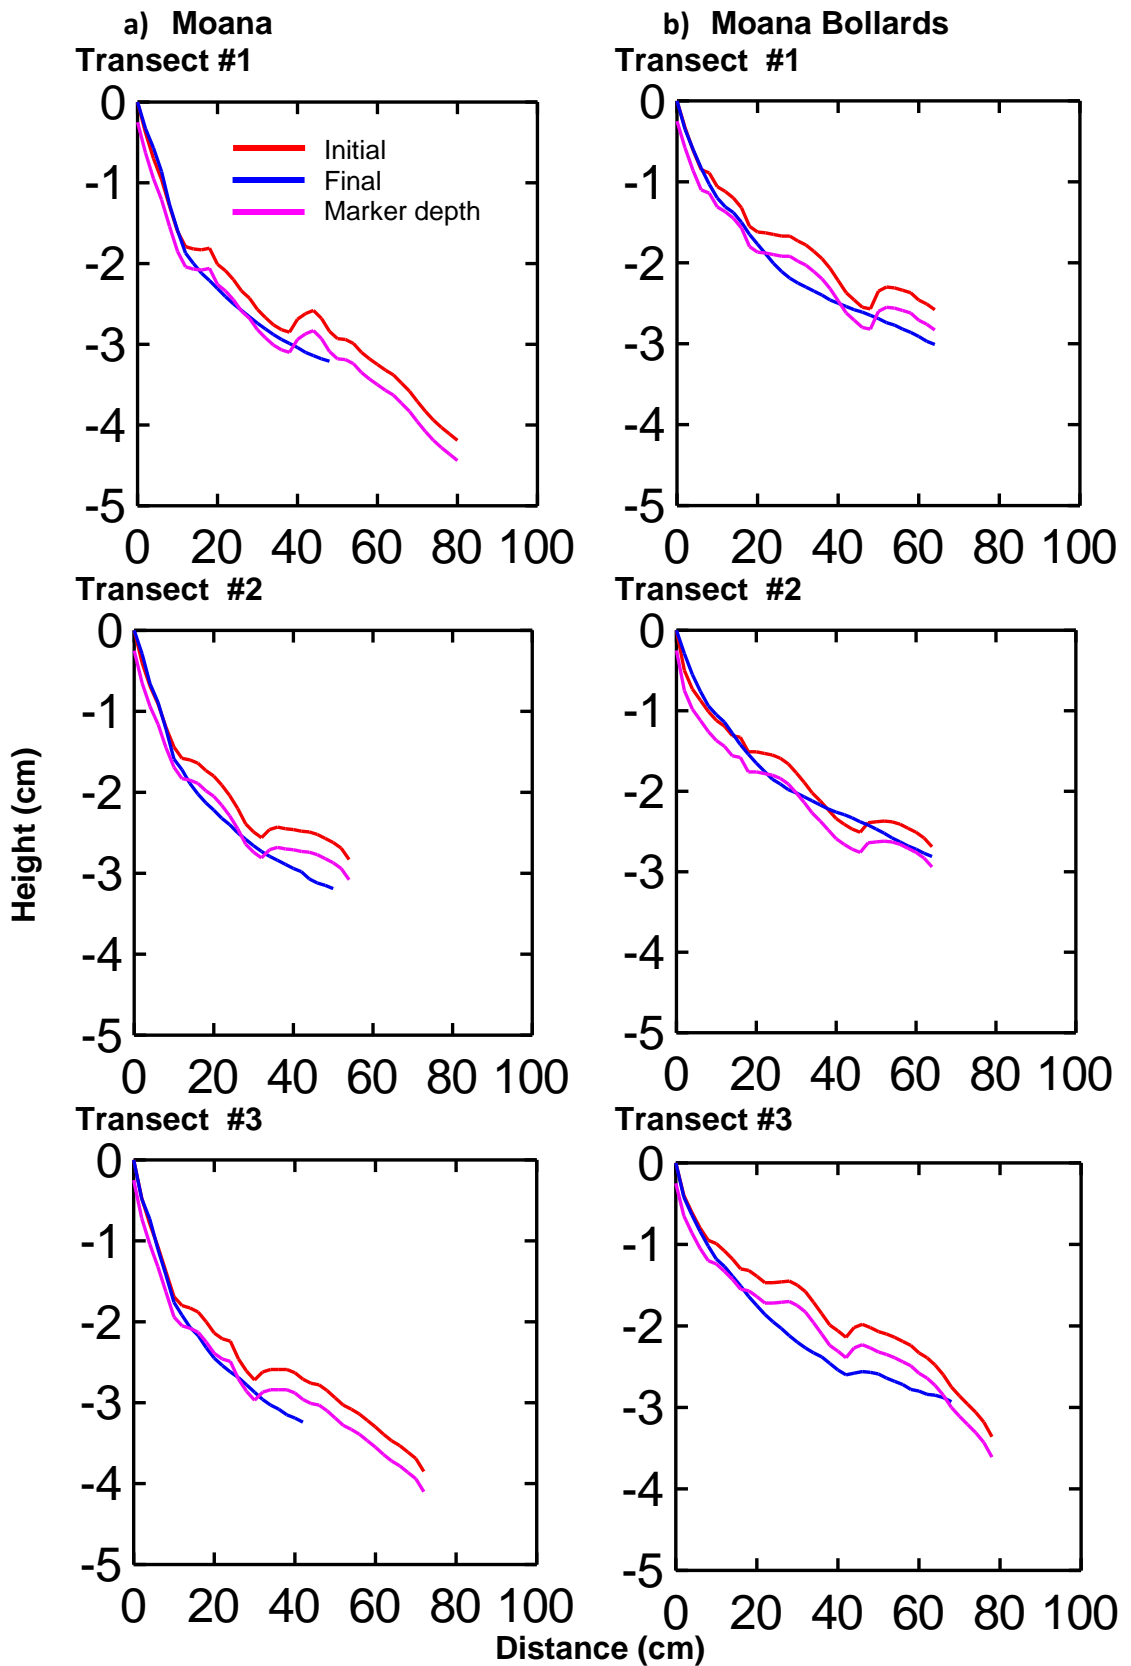 a) Moana
Transect #1
0
-1
-2
-3
-4
-5
0 20 40 60 80 100
Initial
Final
Marker depth
b) Moana Bollards
Transect #1
0
-1
-2
-3
-4
-5
0 20 40 60 80 100
Transect #2
0
-1
-2
-3
-4
-5
0 20 40 60 80 100
Transect #2
0
-1
-2
-3
-4
-5
0 20 40 60 80 100
Transect #3
0
-1
-2
-3
-4
-5
0 20 40 60 80 100
Transect #3
0
-1
-2
-3
-4
-5
0 20 40 60 80 100
Height (cm)
Distance (cm)